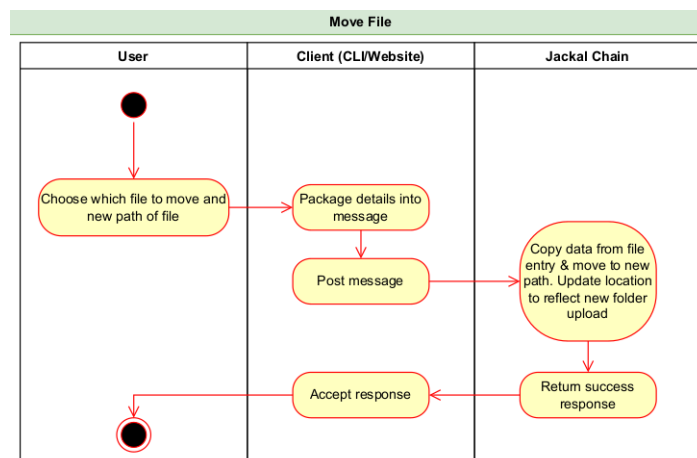 Move File
User
Client (CLI/Website)
Jackal Chain
Choose which file to move and
new path of file
Package details into
message
Post message
Copy data from file
entry & move to new
path. Update location
to reflect new folder
upload
Return success
response
Accept response